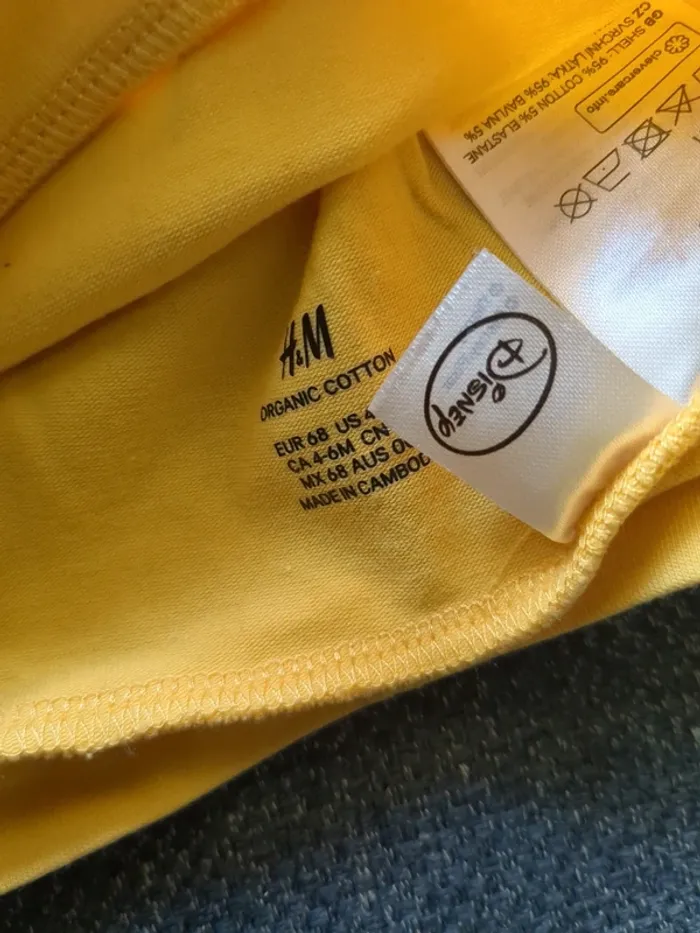 H&M
ORGANIC COTTON
EUR 68 US 4
CA 4-6M CN
MX 68 AUS
MADE IN CAMBOD
Disney
GB SHELL: 95% COTTON 5% ELASTANE
CZ SVRCHNÍ LÁTKA: 95% BAVLNA 5%
clevercare.info